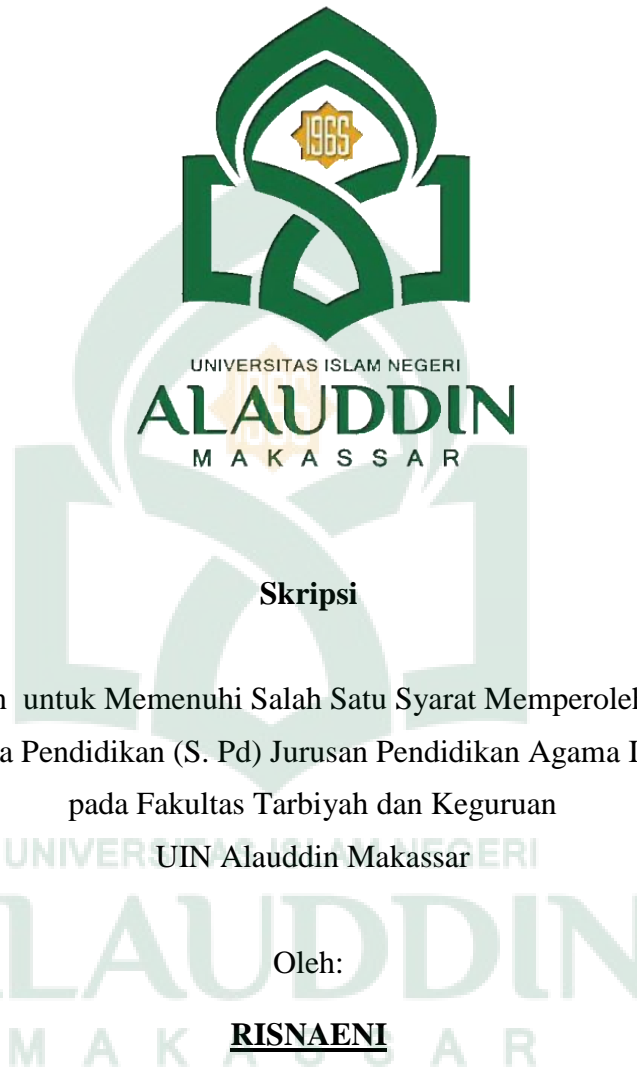 1965
UNIVERSITAS ISLAM NEGERI
ALAUDDIN
MAKASSAR
Skripsi
untuk Memenuhi Salah Satu Syarat Memperoleh
Pendidikan (S. Pd) Jurusan Pendidikan Agama
pada Fakultas Tarbiyah dan Keguruan
UIN Alauddin Makassar
Oleh:
RISNAENI